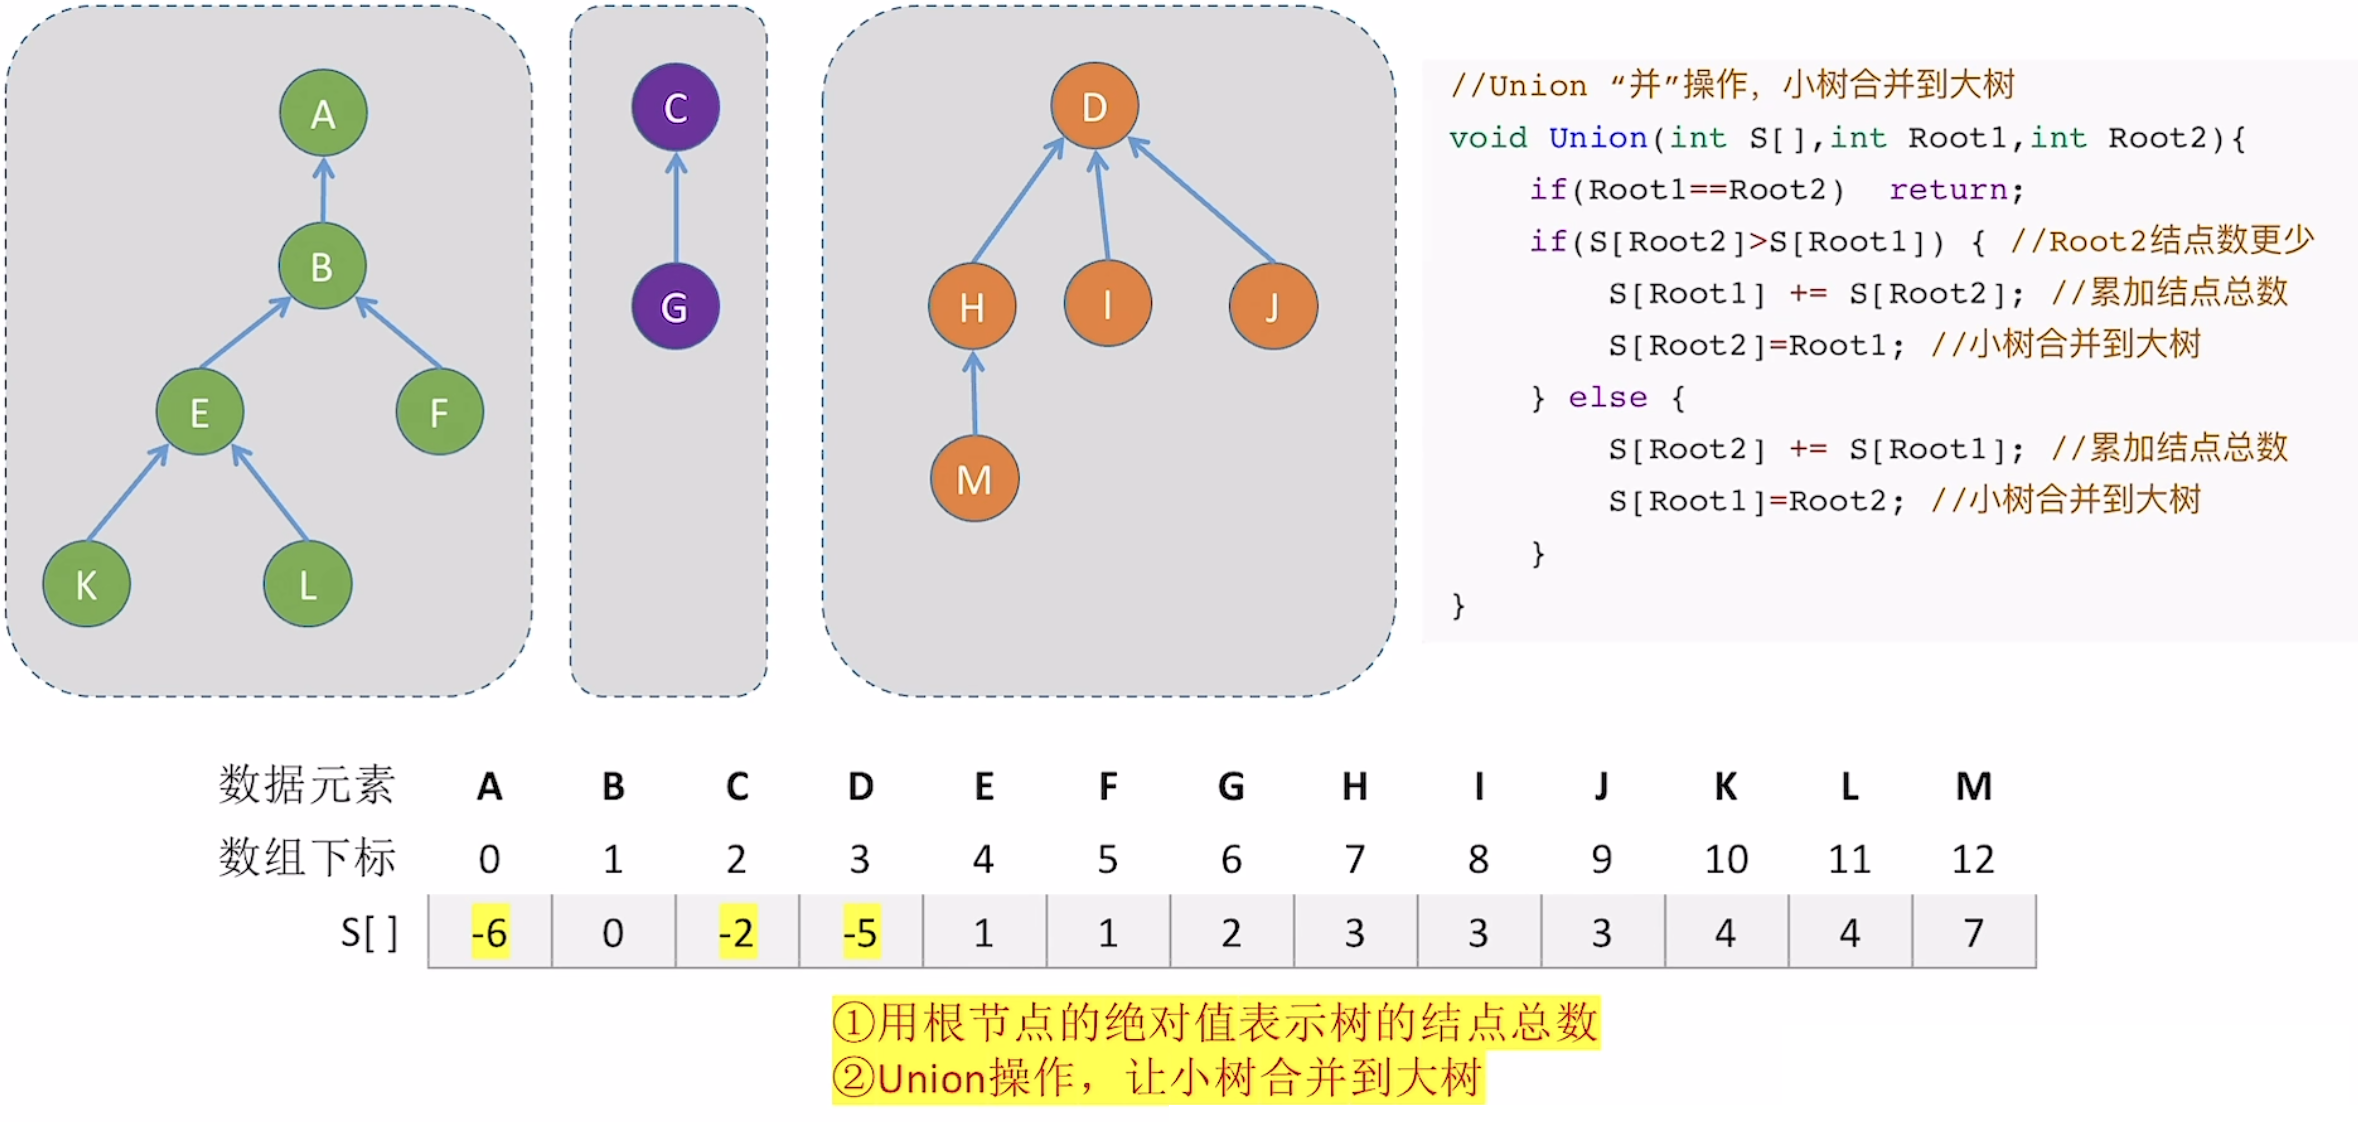 A
B
E
F
K
L
C
G
D
H
I
J
M
//Union “并”操作，小树合并到大树
void Union(int S[],int Root1,int Root2){
if(Root1==Root2) return;
if(S[Root2]>S[Root1]) { //Root2结点数更少
S[Root1] += S[Root2]; //累加结点总数
S[Root2]=Root1; //小树合并到大树
} else {
S[Root2] += S[Root1]; //累加结点总数
S[Root1]=Root2; //小树合并到大树
}
}
数据元素 A B C D E F G H I J K L M
数组下标 0 1 2 3 4 5 6 7 8 9 10 11 12
S[] -6 0 -2 -5 1 1 2 3 3 3 4 4 7
①用根节点的绝对值表示树的结点总数
②Union操作，让小树合并到大树